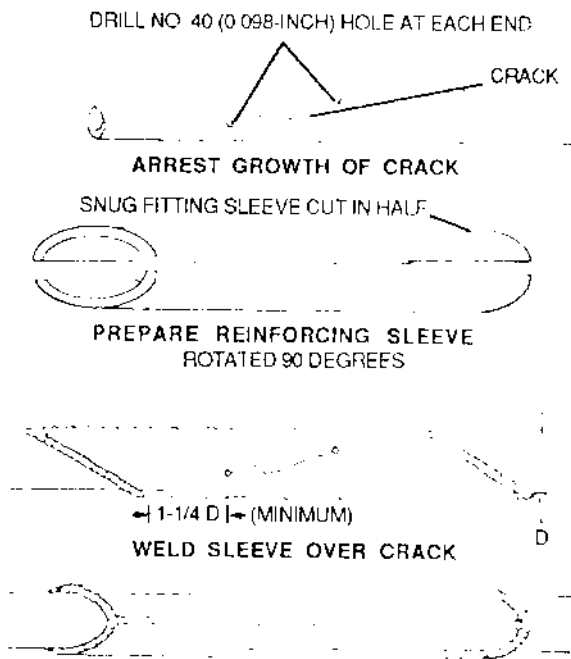 DRILL NO 40 (0 098-INCH) HOLE AT EACH END
CRACK
ARREST GROWTH OF CRACK
SNUG FITTING SLEEVE CUT IN HALF
PREPARE REINFORCING SLEEVE
ROTATED 90 DEGREES
1-1/4 D (MINIMUM)
D
WELD SLEEVE OVER CRACK